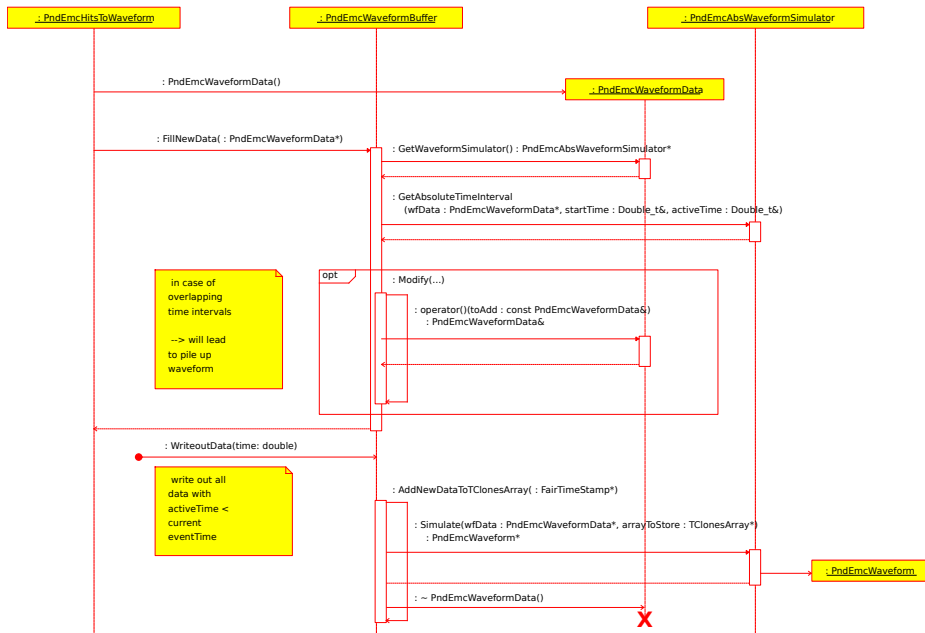 : PndEmcHitsToWaveform
: PndEmcWaveformBuffer
: PndEmcAbsWaveformSimulator
: PndEmcWaveformData()
: PndEmcWaveformData
: FillNewData( : PndEmcWaveformData*)
: GetWaveformSimulator() : PndEmcAbsWaveformSimulator*
: GetAbsoluteTimeInterval
(wfData : PndEmcWaveformData*, startTime : Double_t&, activeTime : Double_t&)
in case of
overlapping
time intervals
--> will lead
to pile up
waveform
opt
: Modify(...)
: operator()(toAdd : const PndEmcWaveformData&)
: PndEmcWaveformData&
: WriteoutData(time: double)
write out all
data with
activeTime <
current
eventTime
: AddNewDataToTClonesArray( : FairTimeStamp*)
: Simulate(wfData : PndEmcWaveformData*, arrayToStore : TClonesArray*)
: PndEmcWaveform*
: PndEmcWaveform
: ~ PndEmcWaveformData()
X